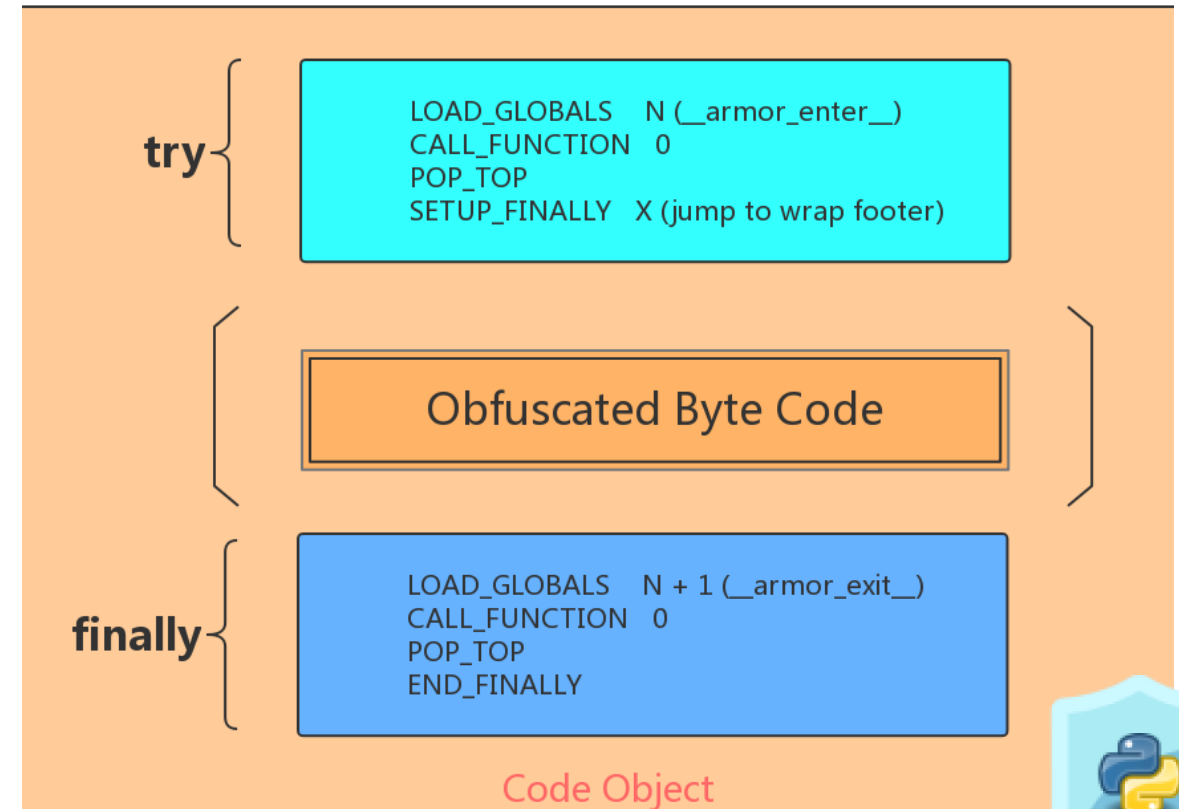 try
LOAD_GLOBALS N (__armor_enter__)
CALL_FUNCTION 0
POP_TOP
SETUP_FINALLY X (jump to wrap footer)
Obfuscated Byte Code
finally
LOAD_GLOBALS N + 1 (__armor_exit__)
CALL_FUNCTION 0
POP_TOP
END_FINALLY
Code Object